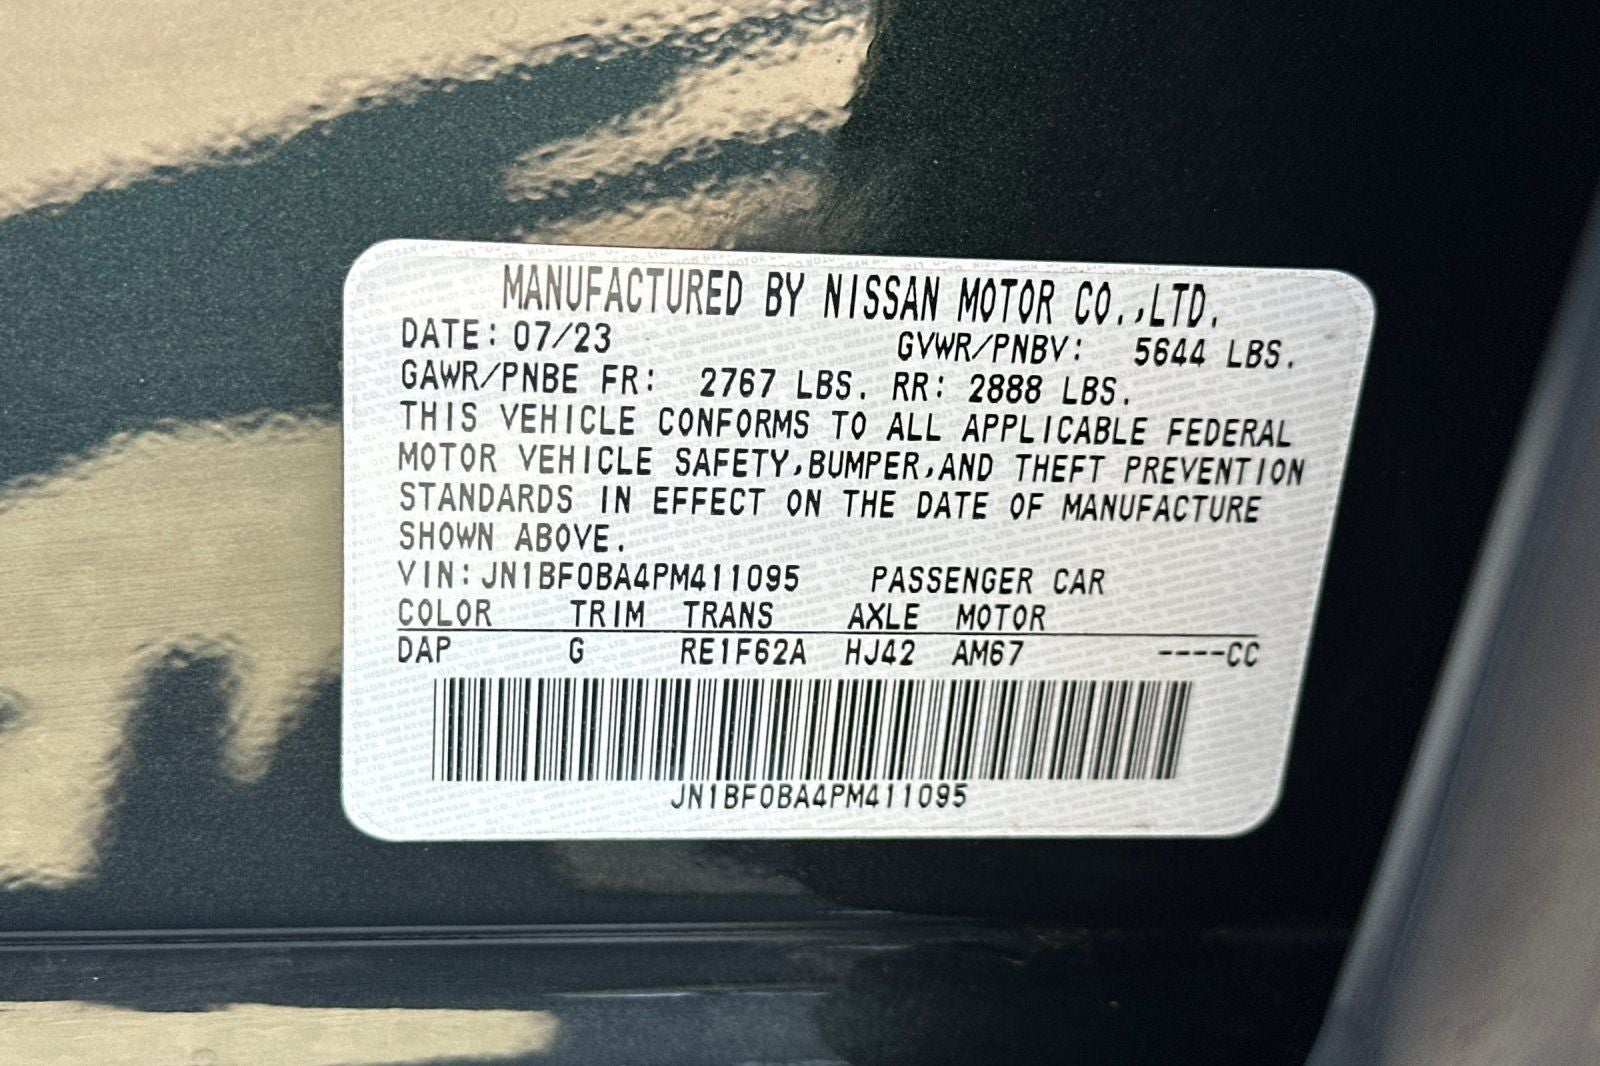 MANUFACTURED BY NISSAN MOTOR CO.,LTD.
DATE: 07/23 GVWR/PNBV: 5644 LBS.
GAWR/PNBE FR: 2767 LBS. RR: 2888 LBS.
THIS VEHICLE CONFORMS TO ALL APPLICABLE FEDERAL
MOTOR VEHICLE SAFETY,BUMPER,AND THEFT PREVENTION
STANDARDS IN EFFECT ON THE DATE OF MANUFACTURE
SHOWN ABOVE.
VIN: JN1BF0BA4PM411095 PASSENGER CAR
COLOR TRIM TRANS AXLE MOTOR
DAP G RE1F62A HJ42 AM67 ----CC
JN1BF0BA4PM411095